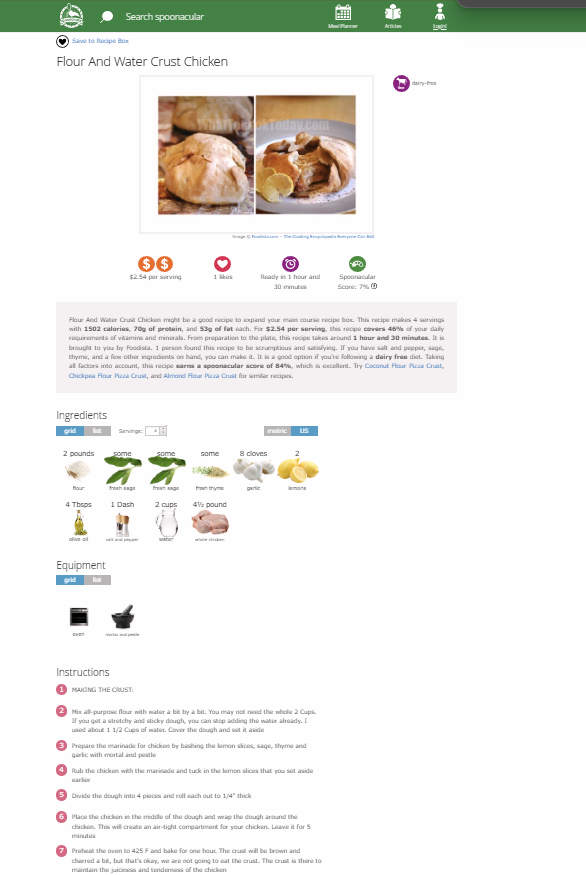 Search spoonacular
Meal Planner
Articles
Login
Save to Recipe Box
Flour And Water Crust Chicken
dairy-free
Image © Foodista.com – The Cooking Encyclopedia Everyone Can Edit
$2.54 per serving
1 likes
Ready in 1 hour and
30 minutes
Spoonacular
Score: 7%
Flour And Water Crust Chicken might be a good recipe to expand your main course recipe box. This recipe makes 4 servings
with 1502 calories, 70g of protein, and 53g of fat each. For $2.54 per serving, this recipe covers 46% of your daily
requirements of vitamins and minerals. From preparation to the plate, this recipe takes around 1 hour and 30 minutes. It is
brought to you by Foodista. 1 person found this recipe to be scrumptious and satisfying. If you have salt and pepper, sage,
thyme, and a few other ingredients on hand, you can make it. It is a good option if you're following a dairy free diet. Taking
all factors into account, this recipe earns a spoonacular score of 84%, which is excellent. Try Coconut Flour Pizza Crust,
Chickpea Flour Pizza Crust, and Almond Flour Pizza Crust for similar recipes.
Ingredients
grid list Servings: metric US
2 pounds some some some 8 cloves 2
flour fresh sage fresh sage fresh thyme garlic lemons
4 Tbsps 1 Dash 2 cups 4½ pound
olive oil salt and pepper water whole chicken
Equipment
grid list
oven mortar and pestle
Instructions
1 MAKING THE CRUST:
2 Mix all-purpose flour with water a bit by a bit. You may not need the whole 2 Cups.
If you get a stretchy and sticky dough, you can stop adding the water already. I
used about 1 1/2 Cups of water. Cover the dough and set it aside
3 Prepare the marinade for chicken by bashing the lemon slices, sage, thyme and
garlic with mortal and pestle
4 Rub the chicken with the marinade and tuck in the lemon slices that you set aside
earlier
5 Divide the dough into 4 pieces and roll each out to 1/4" thick
6 Place the chicken in the middle of the dough and wrap the dough around the
chicken. This will create an air-tight compartment for your chicken. Leave it for 5
minutes
7 Preheat the oven to 425 F and bake for one hour. The crust will be brown and
charred a bit, but that's okay, we are not going to eat the crust. The crust is there to
maintain the juiciness and tenderness of the chicken